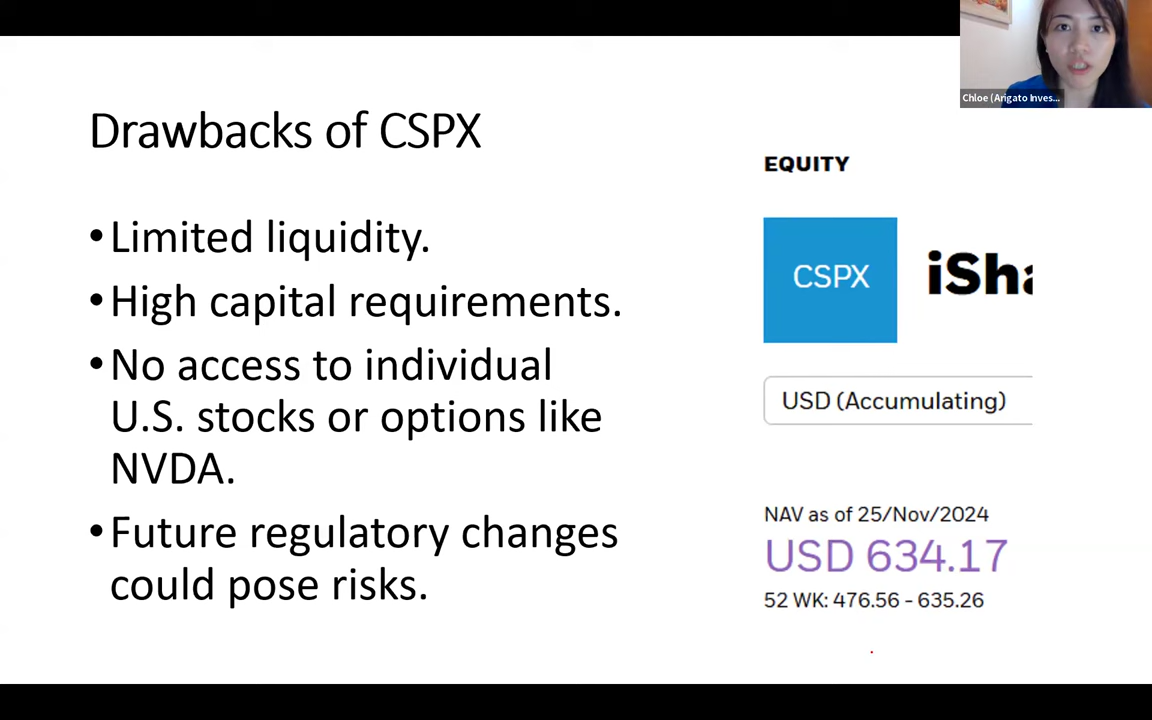 Chloe (Arigato Inves...
Drawbacks of CSPX
•Limited liquidity.
•High capital requirements.
•No access to individual
U.S. stocks or options like
NVDA.
•Future regulatory changes
could pose risks.
EQUITY
CSPX
iSha
USD (Accumulating)
NAV as of 25/Nov/2024
USD 634.17
52 WK: 476.56 - 635.26